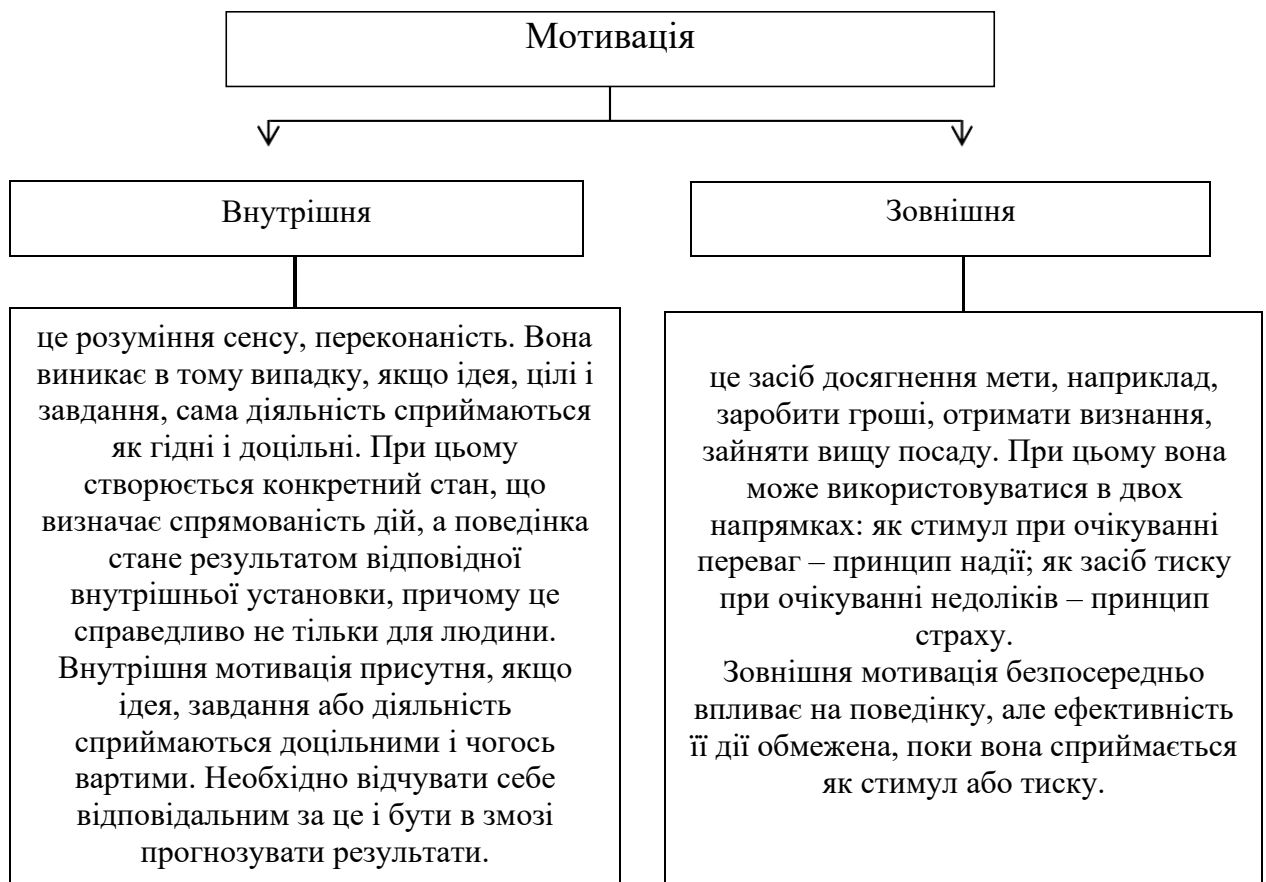 Мотивація
Внутрішня
Зовнішня
це розуміння сенсу, переконаність. Вона
виникає в тому випадку, якщо ідея, цілі і
завдання, сама діяльність сприймаються
як гідні і доцільні. При цьому
створюється конкретний стан, що
визначає спрямованість дій, а поведінка
стане результатом відповідної
внутрішньої установки, причому це
справедливо не тільки для людини.
Внутрішня мотивація присутня, якщо
ідея, завдання або діяльність
сприймаються доцільними і чогось
вартими. Необхідно відчувати себе
відповідальним за це і бути в змозі
прогнозувати результати.
це засіб досягнення мети, наприклад,
заробити гроші, отримати визнання,
зайняти вищу посаду. При цьому вона
може використовуватися в двох
напрямках: як стимул при очікуванні
переваг – принцип надії; як засіб тиску
при очікуванні недоліків – принцип
страху.
Зовнішня мотивація безпосередньо
впливає на поведінку, але ефективність
її дії обмежена, поки вона сприймається
як стимул або тиску.